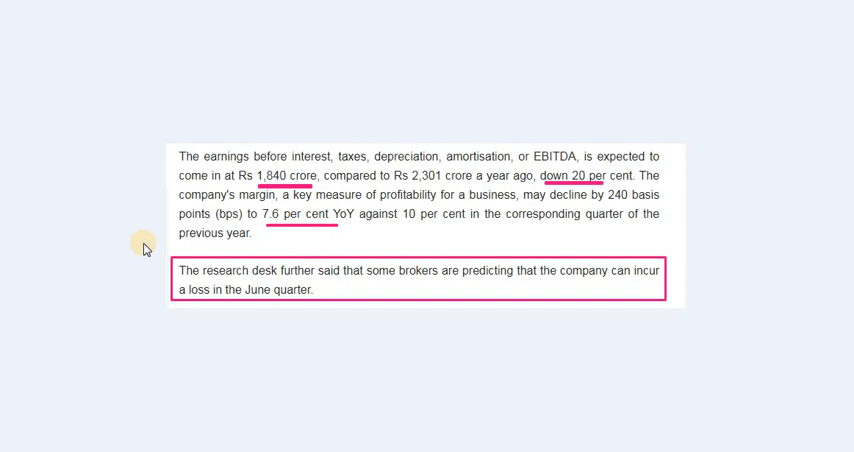 The earnings before interest, taxes, depreciation, amortisation, or EBITDA, is expected to
come in at Rs 1,840 crore, compared to Rs 2,301 crore a year ago, down 20 per cent. The
company's margin, a key measure of profitability for a business, may decline by 240 basis
points (bps) to 7.6 per cent YoY against 10 per cent in the corresponding quarter of the
previous year.
The research desk further said that some brokers are predicting that the company can incur
a loss in the June quarter.